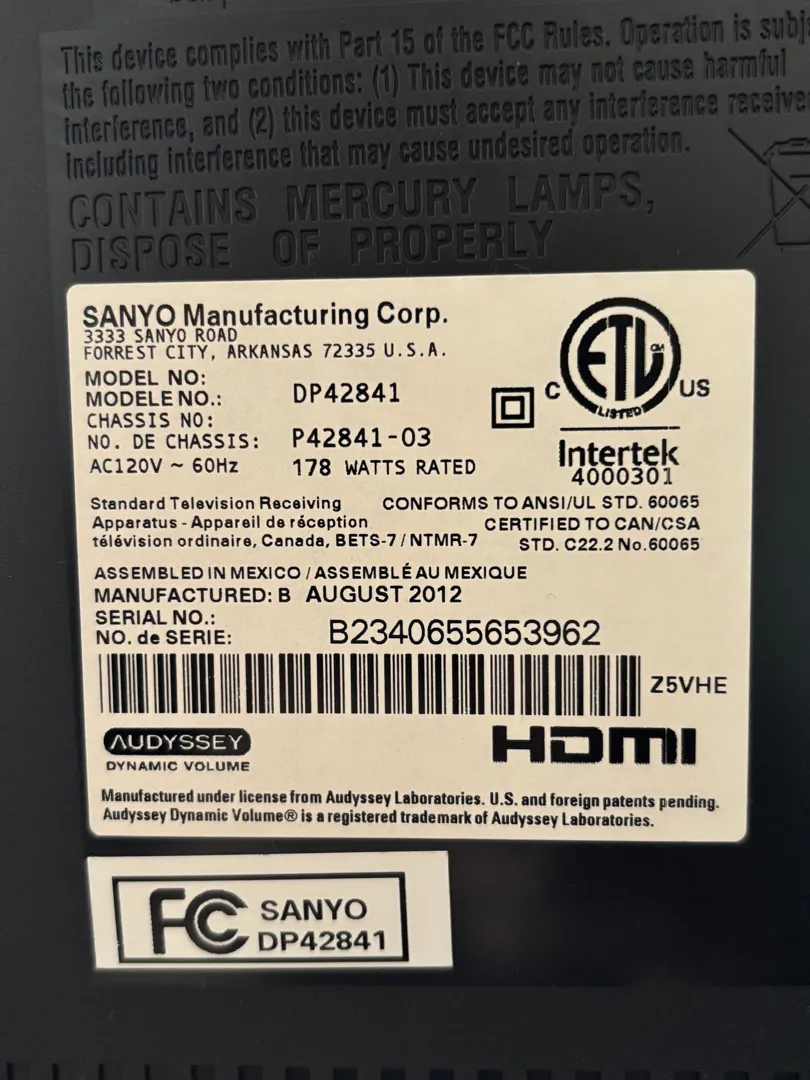 This device complies with Part 15 of the FCC Rules. Operation is
the following two conditions: (1) This device may not cause harmful
interference, and (2) this device must accept any interference
including interference that may cause undesired operation.
CONTAINS MERCURY LAMPS,
DISPOSE OF PROPERLY
SANYO Manufacturing Corp.
3333 SANYO ROAD
FORREST CITY, ARKANSAS 72335 U.S.A.
MODEL NO:
MODELE NO.: DP42841
CHASSIS NO:
NO. DE CHASSIS: P42841-03
AC120V ~ 60Hz 178 WATTS RATED
C ETL CM US
LISTED
Intertek
4000301
Standard Television Receiving
Apparatus - Appareil de réception
télévision ordinaire, Canada, BETS-7 / NTMR-7
CONFORMS TO ANSI/UL STD. 60065
CERTIFIED TO CAN/CSA
STD. C22.2 No.60065
ASSEMBLED IN MEXICO / ASSEMBLÉ AU MEXIQUE
MANUFACTURED: B AUGUST 2012
SERIAL NO.:
NO. de SERIE: B2340655653962
Z5VHE
AUDYSSEY
DYNAMIC VOLUME
HDMI
Manufactured under license from Audyssey Laboratories. U.S. and foreign patents pending.
Audyssey Dynamic Volume® is a registered trademark of Audyssey Laboratories.
FC SANYO
DP42841